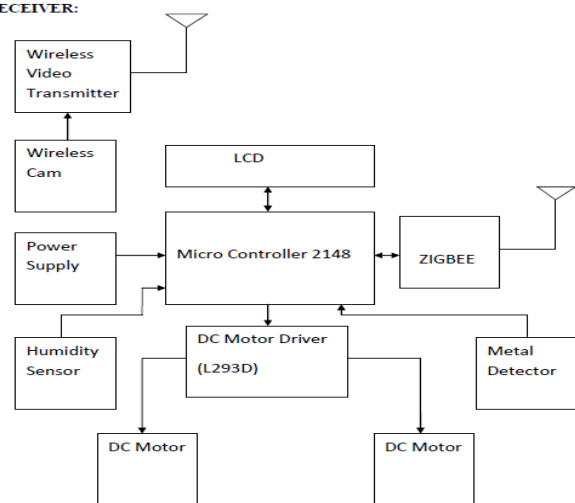 ECEIVER:
Wireless
Video
Transmitter
Wireless
Cam
LCD
Power
Supply
Micro Controller 2148
ZIGBEE
Humidity
Sensor
DC Motor Driver
(L293D)
Metal
Detector
DC Motor
DC Motor